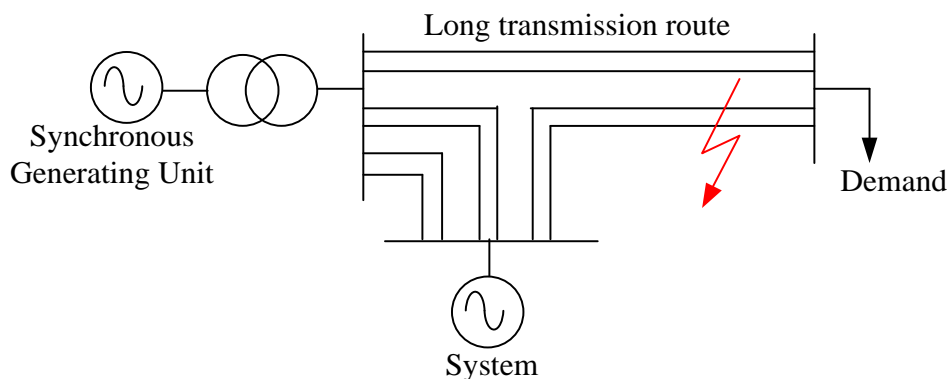 Long transmission route
Synchronous
Generating Unit
Demand
System